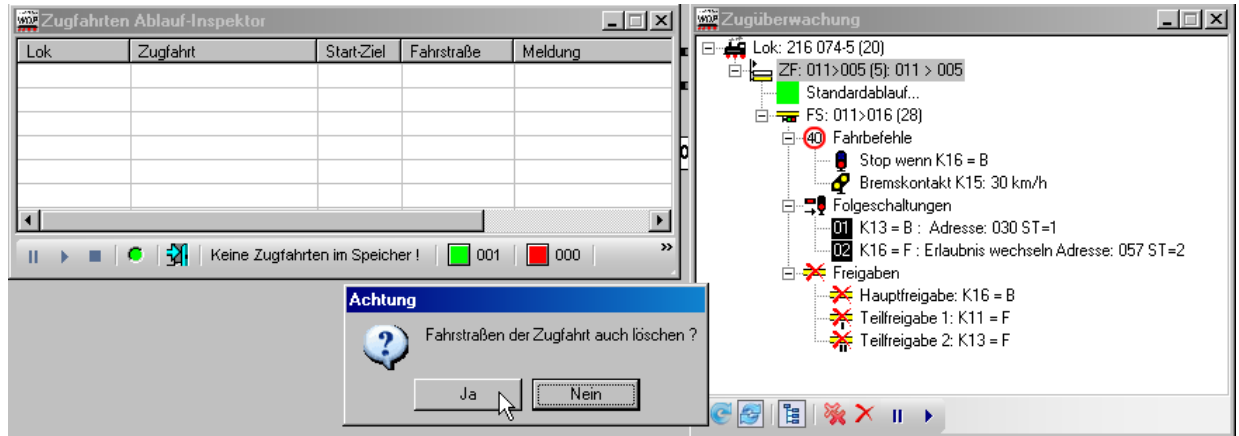 Zugfahrten Ablauf-Inspektor
Lok Zugfahrt Start-Ziel Fahrstraße Meldung
Keine Zugfahrten im Speicher ! 001 000 »
Achtung
Fahrstraßen der Zugfahrt auch löschen ?
Ja Nein
Zugüberwachung
Lok: 216 074-5 (20)
ZF: 011>005 (5): 011 > 005
Standardablauf...
FS: 011>016 (28)
40 Fahrbefehle
Stop wenn K16 = B
Bremskontakt K15: 30 km/h
Folgeschaltungen
01 K13 = B : Adresse: 030 ST=1
02 K16 = F : Erlaubnis wechseln Adresse: 057 ST=2
Freigaben
Hauptfreigabe: K16 = B
Teilfreigabe 1: K11 = F
Teilfreigabe 2: K13 = F